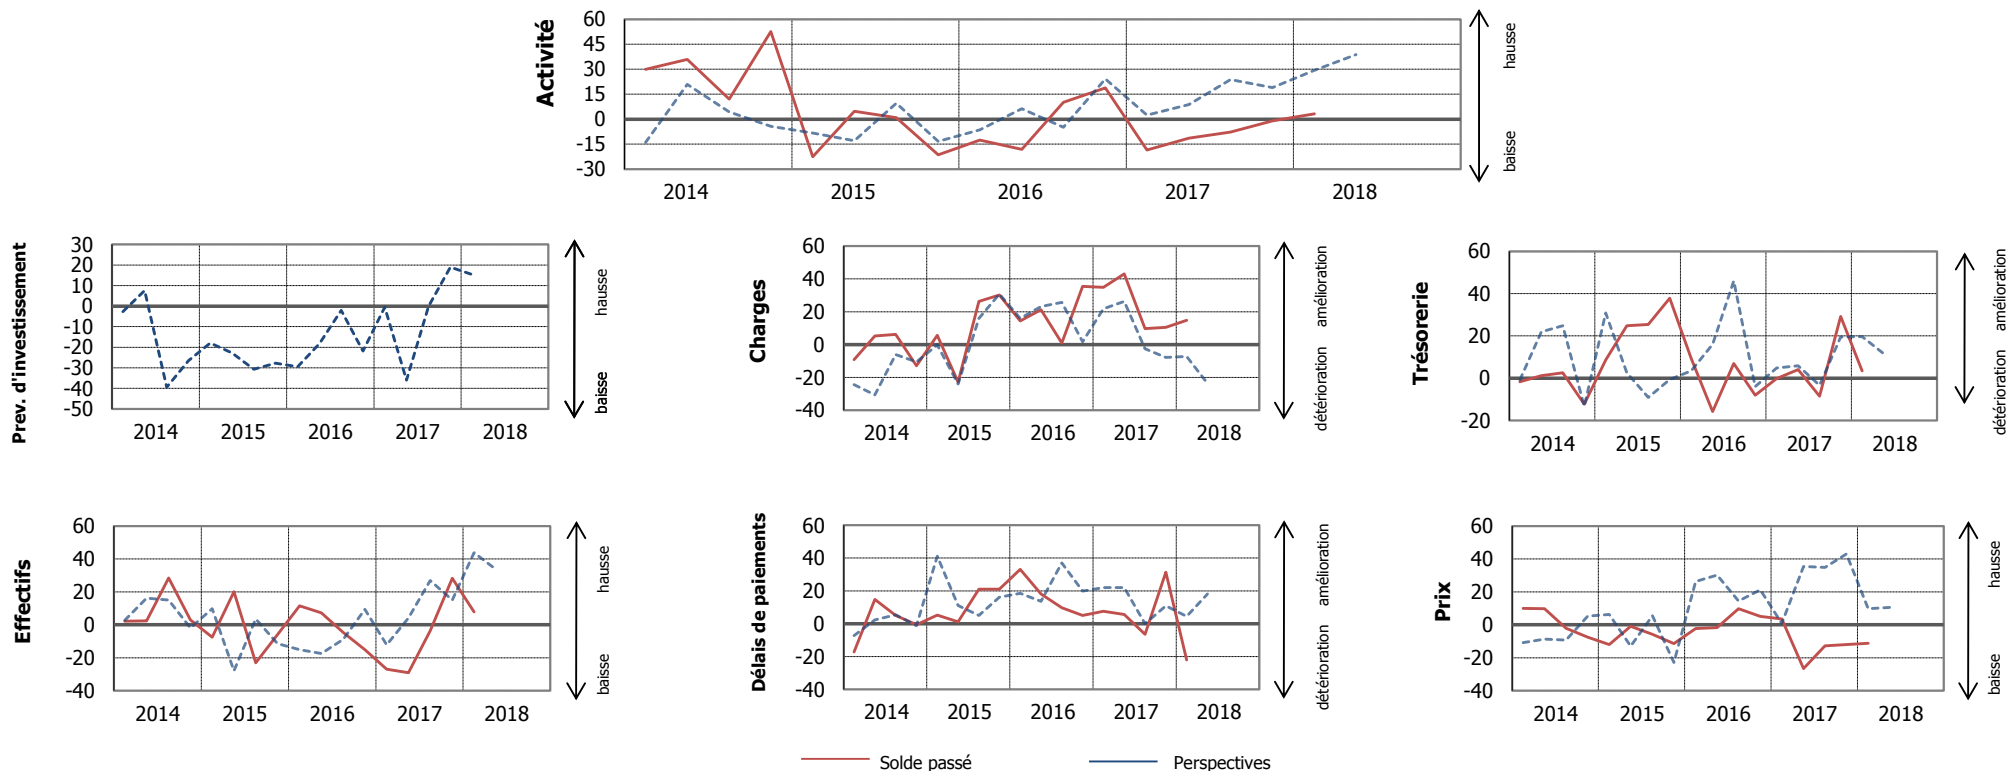 Activité
60
45
30
15
0
-15
-30
2014 2015 2016 2017 2018
hausse
baisse
Prev. d'investissement
30
20
10
0
-10
-20
-30
-40
-50
2014 2015 2016 2017 2018
hausse
baisse
Charges
60
40
20
0
-20
-40
2014 2015 2016 2017 2018
amélioration
détérioration
Trésorerie
60
40
20
0
-20
2014 2015 2016 2017 2018
amélioration
détérioration
Effectifs
60
40
20
0
-20
-40
2014 2015 2016 2017 2018
hausse
baisse
Délais de paiements
60
40
20
0
-20
-40
2014 2015 2016 2017 2018
amélioration
détérioration
Prix
60
40
20
0
-20
-40
2014 2015 2016 2017 2018
hausse
baisse
Solde passé Perspectives